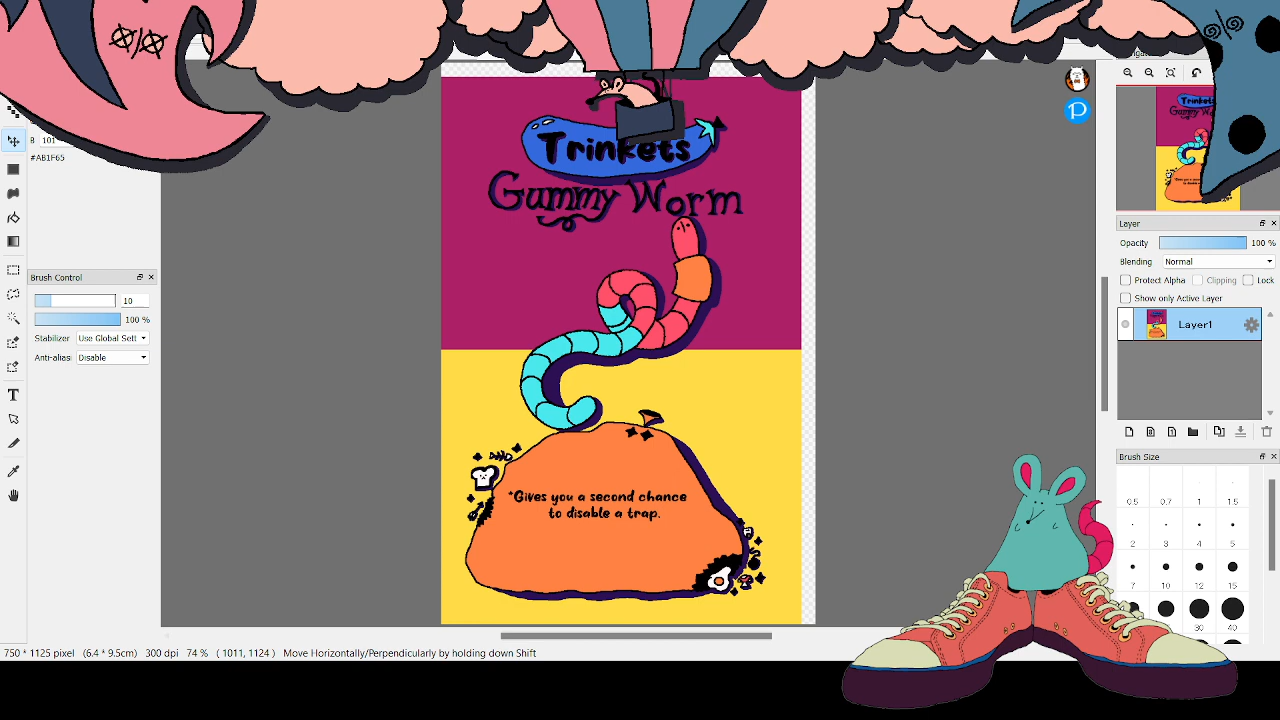 B 101
#AB1F65
Brush Control
10
100 %
Stabilizer Use Global Sett
Anti-alias: Disable
Trinkets
Gummy Worm
*Gives you a second chance
to disable a trap.
P
Trinkets
Gummy
Layer
Opacity 100 %
Blending Normal
Protect Alpha Clipping Lock
Show only Active Layer
Layer1
Brush Size
0.5 0.7 1 1.5
2 3 4 5
7 10 12 15
30 40
750 * 1125 pixel (6.4 * 9.5cm) 300 dpi 74 % ( 1011, 1124 ) Move Horizontally/Perpendicularly by holding down Shift